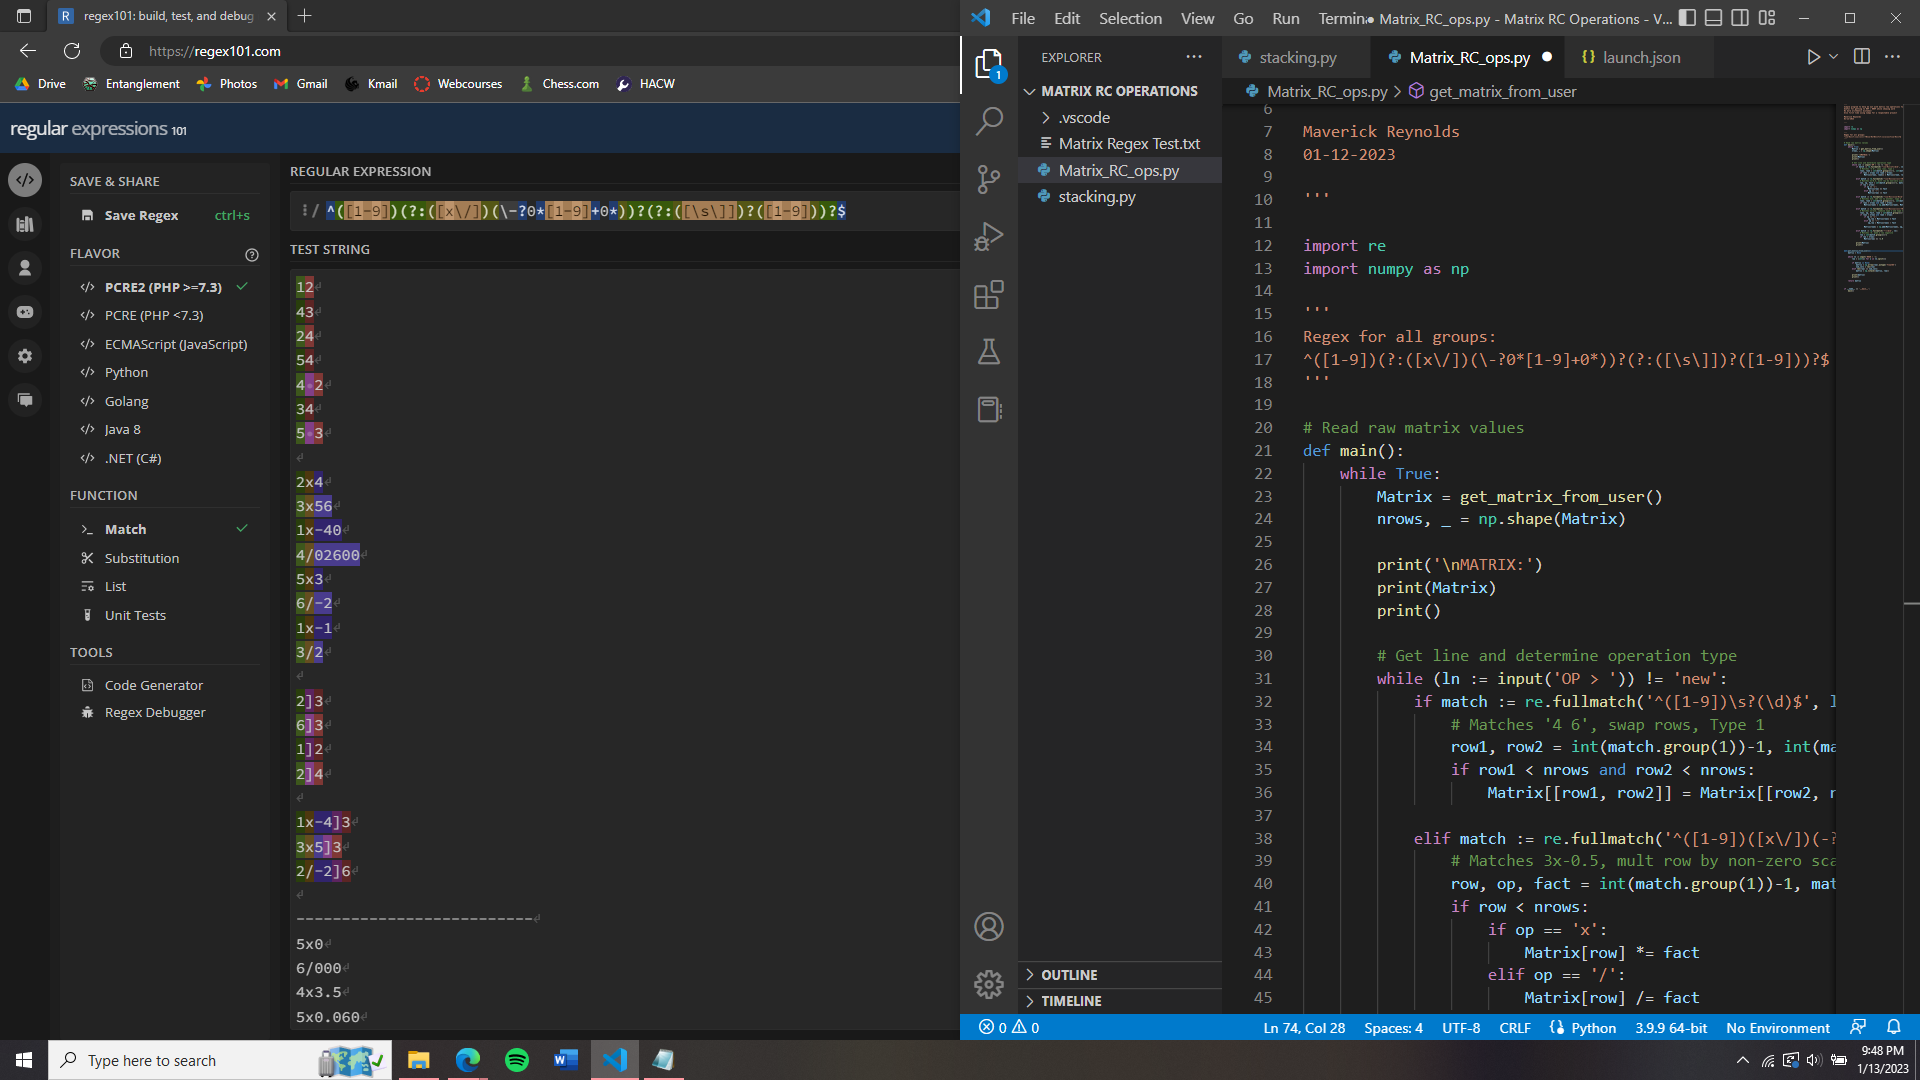 regex101: build, test, and debug
https://regex101.com
Drive Entanglement Photos Gmail Kmail Webcourses Chess.com HACW
regular expressions 101
SAVE & SHARE
Save Regex ctrl+s
FLAVOR
PCRE2 (PHP >=7.3)
PCRE (PHP <7.3)
ECMAScript (JavaScript)
Python
Golang
Java 8
.NET (C#)
FUNCTION
Match
Substitution
List
Unit Tests
TOOLS
Code Generator
Regex Debugger
REGULAR EXPRESSION
/ ^([1-9])(?:([x\/])(\-?0*[1-9]+0*))?(?:([\s\]])?([1-9]))?$
TEST STRING
12
43
24
54
4 2
34
5 3
2x4
3x56
1x-40
4/02600
5x3
6/-2
1x-1
3/2
2]3
6]3
1]2
2]4
1x-4]3
3x5]3
2/-2]6
--------------------------
5x0
6/000
4x3.5
5x0.060
File Edit Selection View Go Run Termin Matrix_RC_ops.py - Matrix RC Operations - V...
1
EXPLORER
MATRIX RC OPERATIONS
.vscode
Matrix Regex Test.txt
Matrix_RC_ops.py
stacking.py
OUTLINE
TIMELINE
stacking.py Matrix_RC_ops.py launch.json
Matrix_RC_ops.py > get_matrix_from_user
6
7 Maverick Reynolds
8 01-12-2023
9
10 '''
11
12 import re
13 import numpy as np
14
15 '''
16 Regex for all groups:
17 ^([1-9])(?:([x\/])(\-?0*[1-9]+0*))?(?:([\s\]])?([1-9]))?$
18 '''
19
20 # Read raw matrix values
21 def main():
22 while True:
23 Matrix = get_matrix_from_user()
24 nrows, _ = np.shape(Matrix)
25
26 print('\nMATRIX:')
27 print(Matrix)
28 print()
29
30 # Get line and determine operation type
31 while (ln := input('OP > ')) != 'new':
32 if match := re.fullmatch('^([1-9])\s?(\d)$', l
33 # Matches '4 6', swap rows, Type 1
34 row1, row2 = int(match.group(1))-1, int(ma
35 if row1 < nrows and row2 < nrows:
36 Matrix[[row1, row2]] = Matrix[[row2, r
37
38 elif match := re.fullmatch('^([1-9])([x\/])(-?
39 # Matches 3x-0.5, mult row by non-zero sca
40 row, op, fact = int(match.group(1))-1, mat
41 if row < nrows:
42 if op == 'x':
43 Matrix[row] *= fact
44 elif op == '/':
45 Matrix[row] /= fact
0 0 Ln 74, Col 28 Spaces: 4 UTF-8 CRLF Python 3.9.9 64-bit No Environment
Type here to search
9:48 PM
1/13/2023